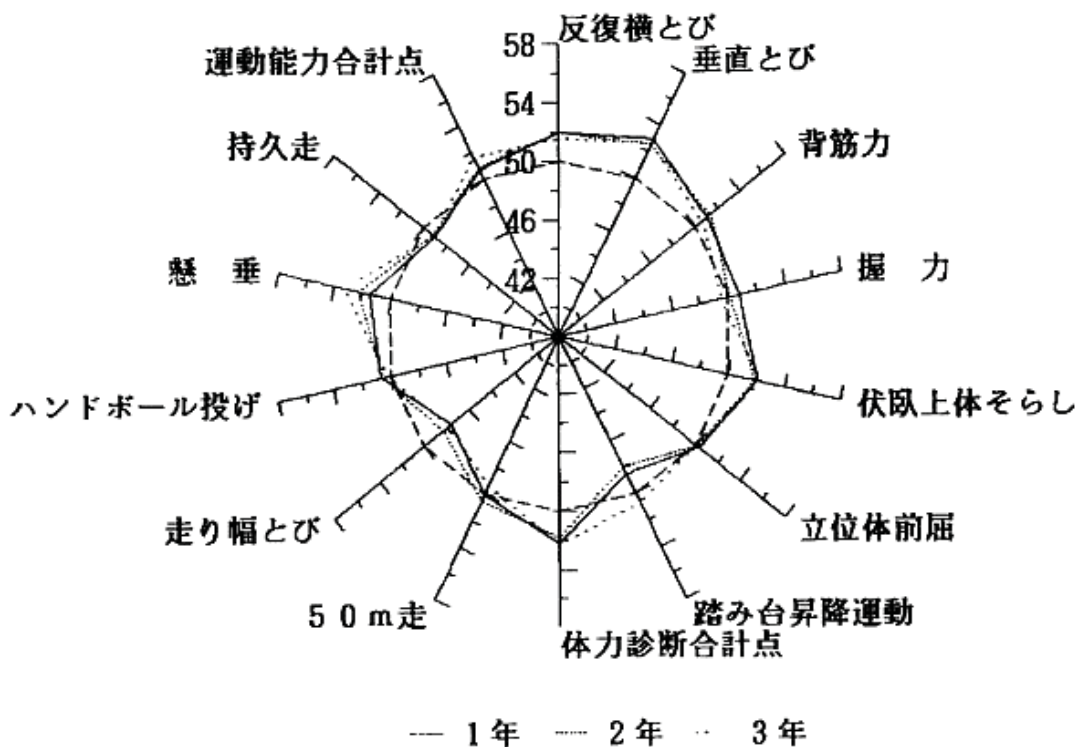 反復横とび
58
垂直とび
運動能力合計点
54
背筋力
持久走
50
46
握 力
懸 垂
42
ハンドボール投げ
伏臥上体そらし
走り幅とび
立位体前屈
50m走
踏み台昇降運動
体力診断合計点
1年 2年 3年